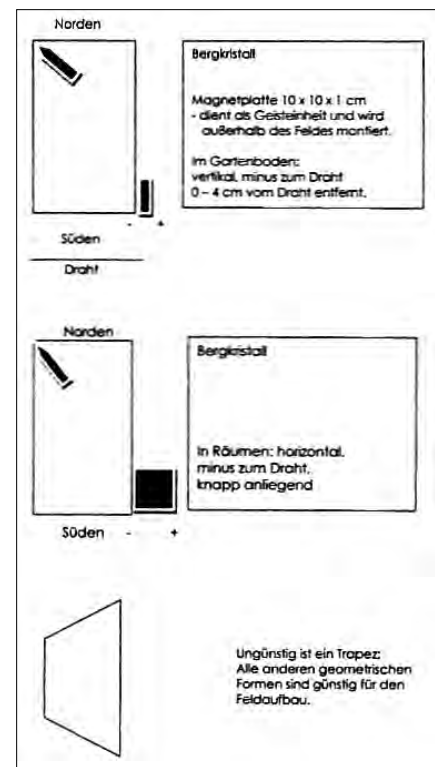 Norden
Bergkristall
Magnetplatte 10 x 10 x 1 cm
- dient als Geisteinheit und wird
außerhalb des Feldes montiert.
Im Gartenboden:
vertikal, minus zum Draht
0 – 4 cm vom Draht entfernt.
- +
Süden
Draht
Norden
Bergkristall
In Räumen: horizontal,
minus zum Draht,
knapp anliegend
Süden - +
Ungünstig ist ein Trapez:
Alle anderen geometrischen
Formen sind günstig für den
Feldaufbau.